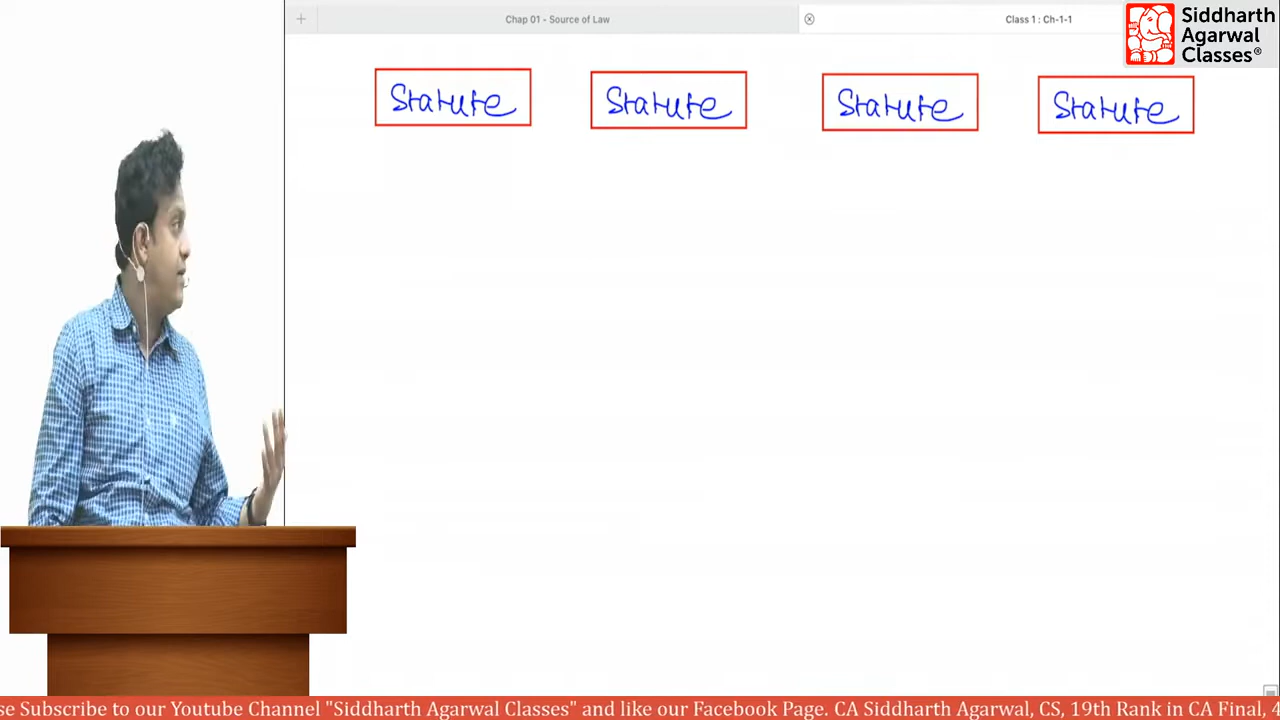 + Chap 01 - Source of Law Class 1 : Ch-1-1
Siddharth
Agarwal
Classes®
Statute Statute Statute Statute
se Subscribe to our Youtube Channel "Siddharth Agarwal Classes" and like our Facebook Page. CA Siddharth Agarwal, CS, 19th Rank in CA Final, 4